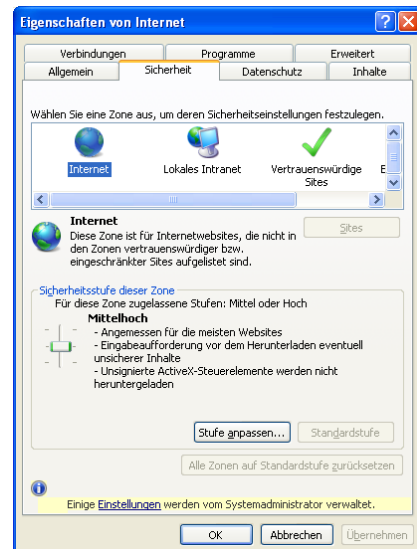 Eigenschaften von Internet
Verbindungen Programme Erweitert
Allgemein Sicherheit Datenschutz Inhalte
Wählen Sie eine Zone aus, um deren Sicherheitseinstellungen festzulegen.
Internet Lokales Intranet Vertrauenswürdige E
Sites
Internet
Sites
Diese Zone ist für Internetwebsites, die nicht in
den Zonen vertrauenswürdiger bzw.
eingeschränkter Sites aufgelistet sind.
Sicherheitsstufe dieser Zone
Für diese Zone zugelassene Stufen: Mittel oder Hoch
Mittelhoch
- Angemessen für die meisten Websites
- Eingabeaufforderung vor dem Herunterladen eventuell
unsicherer Inhalte
- Unsignierte ActiveX-Steuerelemente werden nicht
heruntergeladen
Stufe anpassen... Standardstufe
Alle Zonen auf Standardstufe zurücksetzen
Einige Einstellungen werden vom Systemadministrator verwaltet.
OK Abbrechen Übernehmen